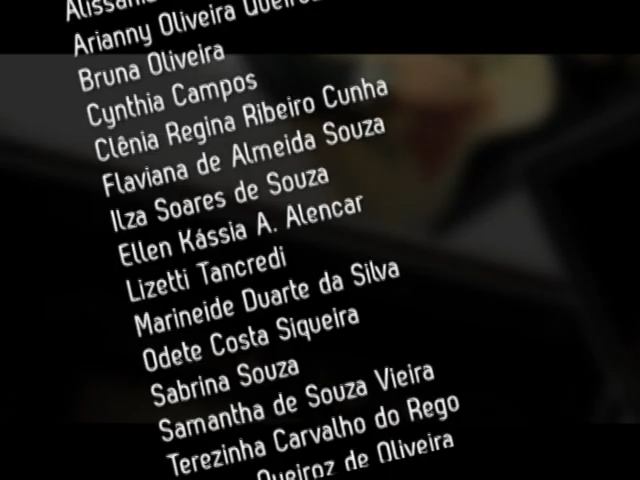 Arianny Oliveira Queiroz
Bruna Oliveira
Cynthia Campos
Clênia Regina Ribeiro Cunha
Flaviana de Almeida Souza
Ilza Soares de Souza
Ellen Kássia A. Alencar
Lizetti Tancredi
Marineide Duarte da Silva
Odete Costa Siqueira
Sabrina Souza
Samantha de Souza Vieira
Terezinha Carvalho do Rego
Queiroz de Oliveira